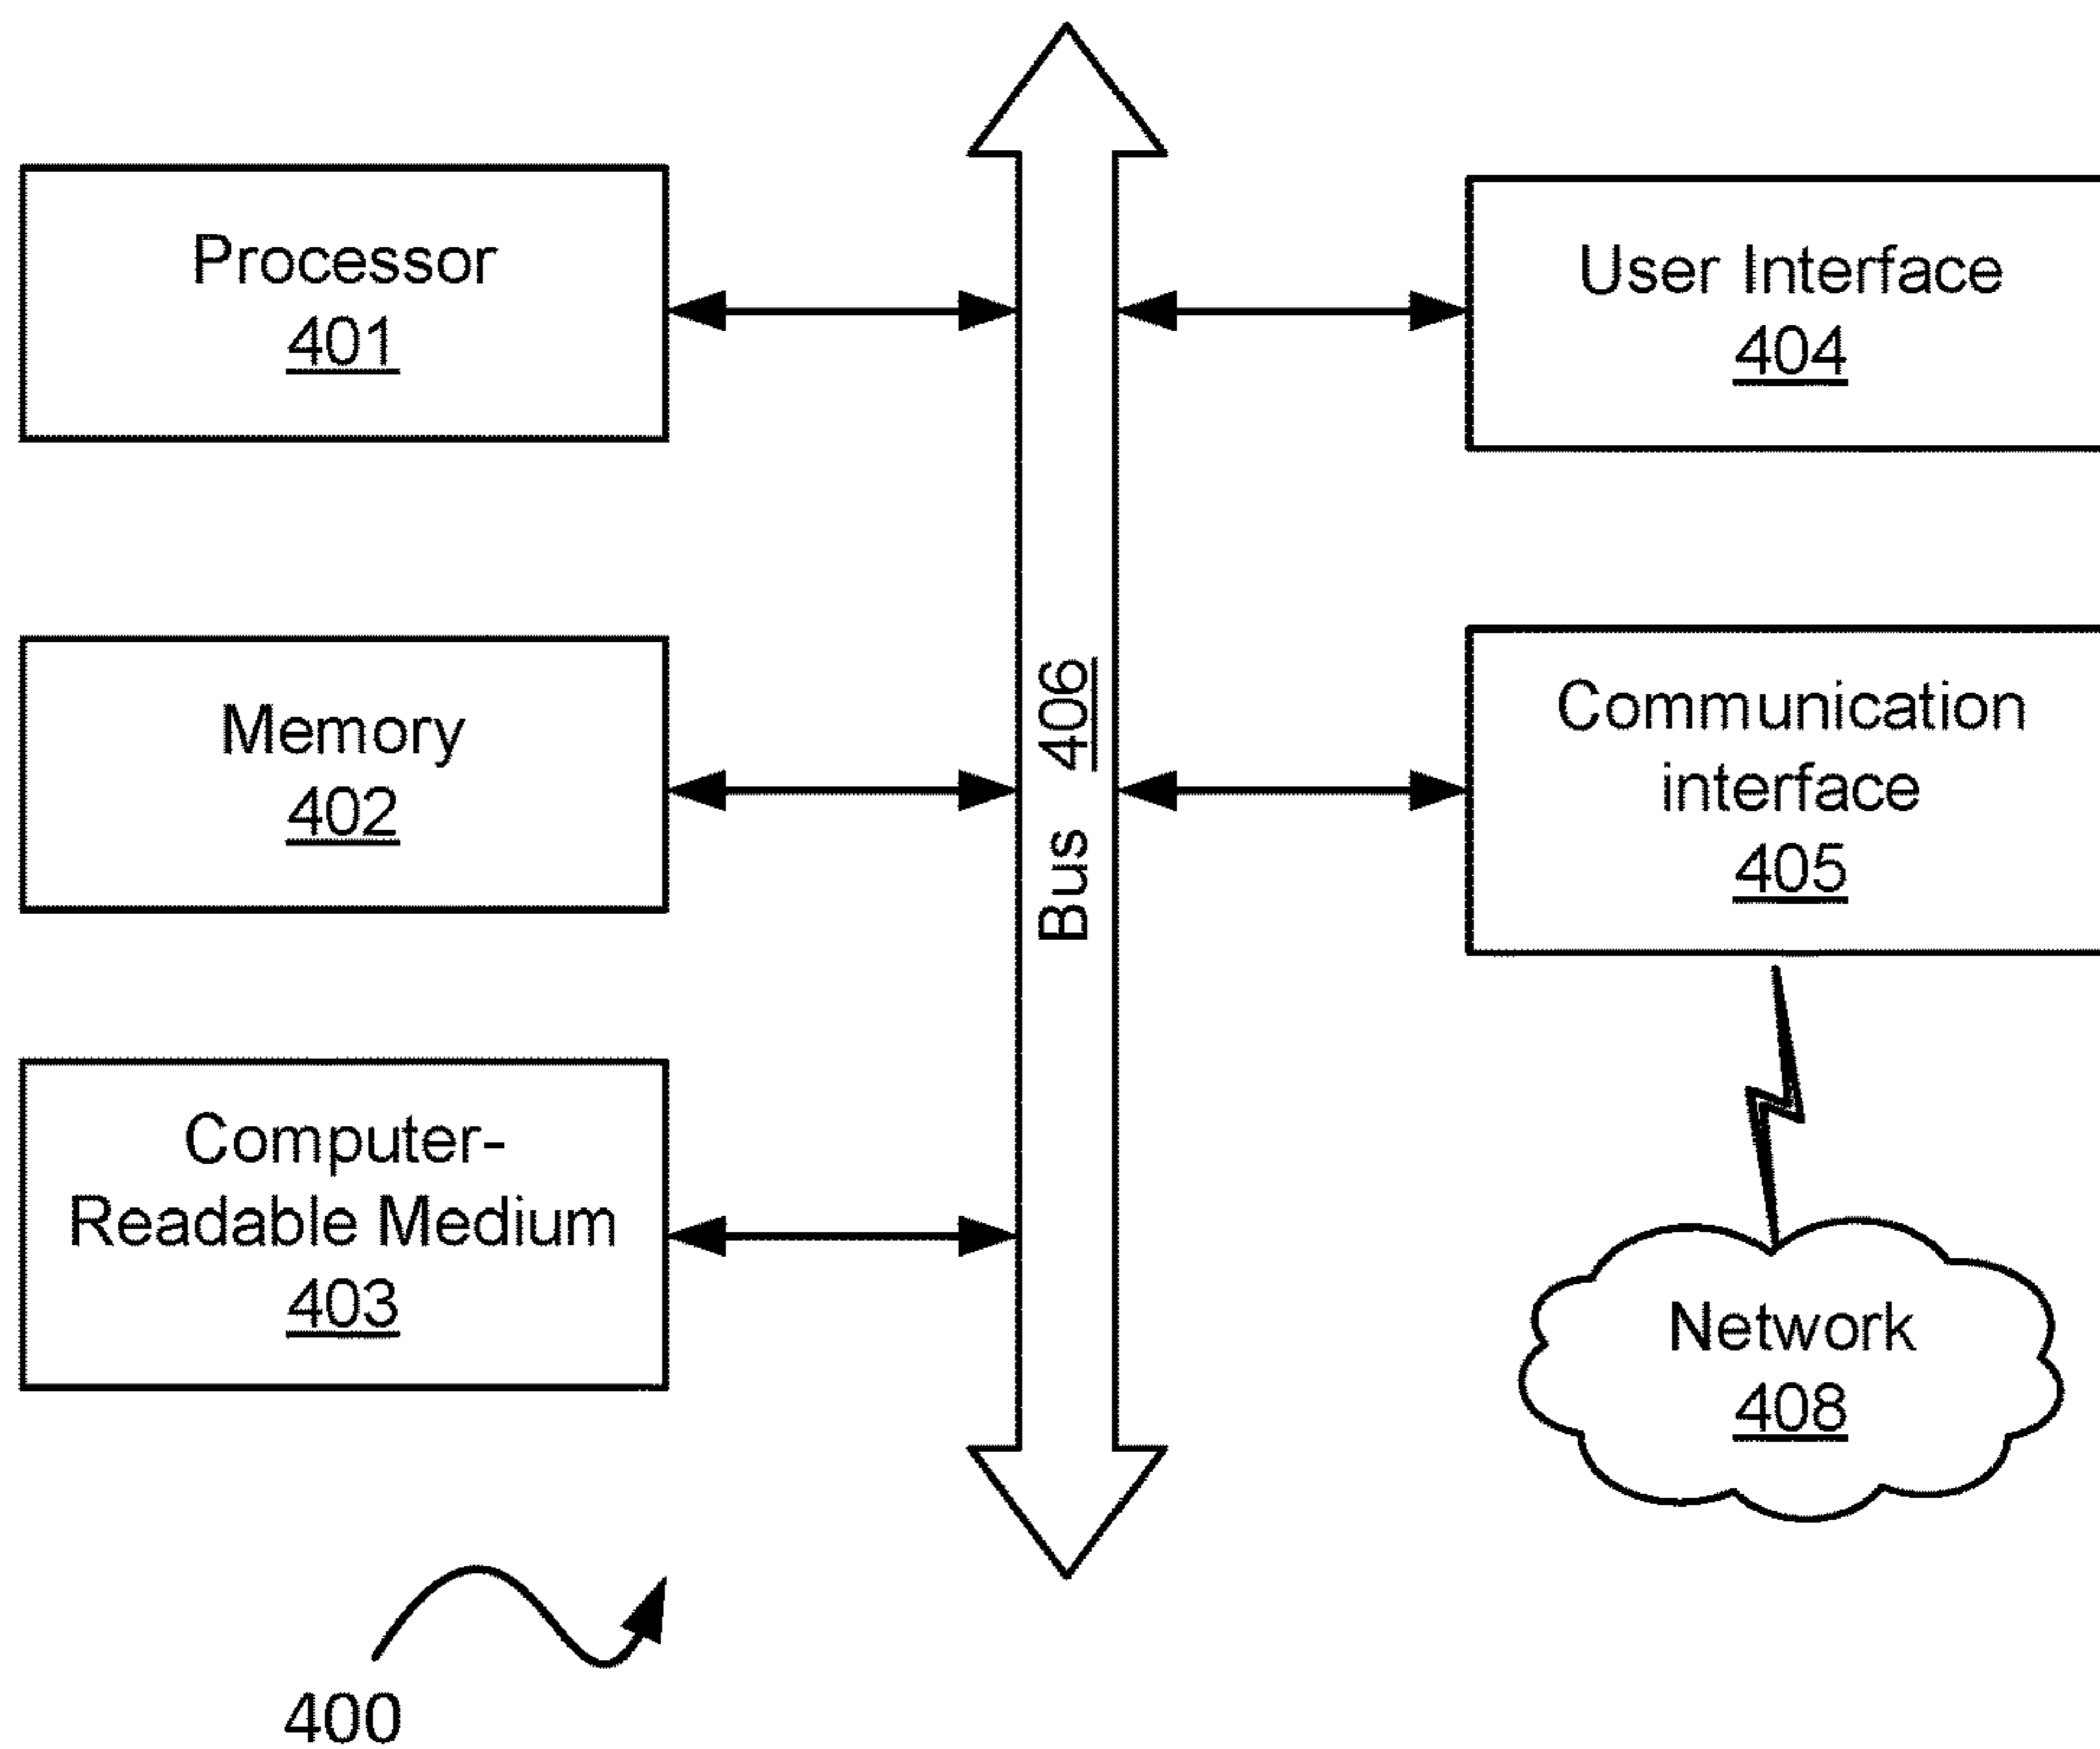 Processor
401
Memory
402
Computer-
Readable Medium
403
Bus 406
User Interface
404
Communication
interface
405
Network
408
400